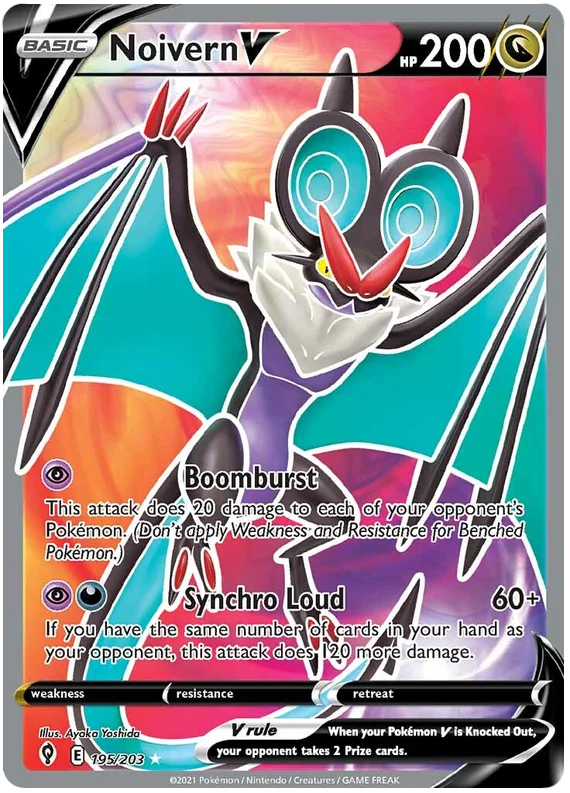 BASIC Noivern V HP 200
Boomburst
This attack does 20 damage to each of your opponent's
Pokémon. (Don't apply Weakness and Resistance for Benched
Pokémon.)
Synchro Loud 60+
If you have the same number of cards in your hand as
your opponent, this attack does 120 more damage.
weakness resistance retreat
Illus. Ayaka Yoshida
V rule When your Pokémon V is Knocked Out,
your opponent takes 2 Prize cards.
E 195/203
©2021 Pokémon / Nintendo / Creatures / GAME FREAK